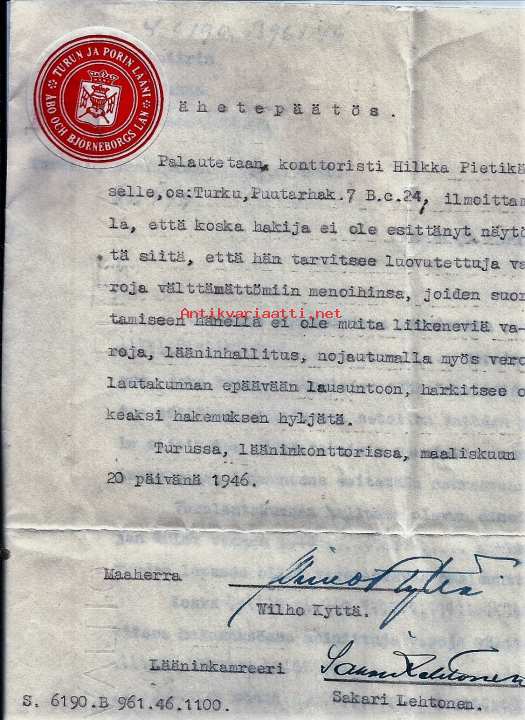 TURUN JA PORIN LÄÄNI
ÅBO OCH BJÖRNEBORGS LÄN
ähetepäätös.
Palautetaan konttoristi Hilkka Pietikä
selle,os:Turku,Puutarhak.7 B.c.24, ilmoittam
la, että koska hakija ei ole esittänyt näytö
tä siitä, että hän tarvitsee luovutettuja va
roja välttämättömiin menoihinsa, joiden suor
Antikvariaatti.net
tamiseen hänellä ei ole muita liikeneviä va-
roja, lääninhallitus, nojautumalla myös vero
lautakunnan epäävään lausuntoon, harkitsee o
keaksi hakemuksen hyljätä.
Turussa, lääninkonttorissa, maaliskuun
20 päivänä 1946.
Maaherra
Wilho Kyttä.
Lääninkamreeri
Sakari Lehtonen.
S. 6190.B 961.46.1100.